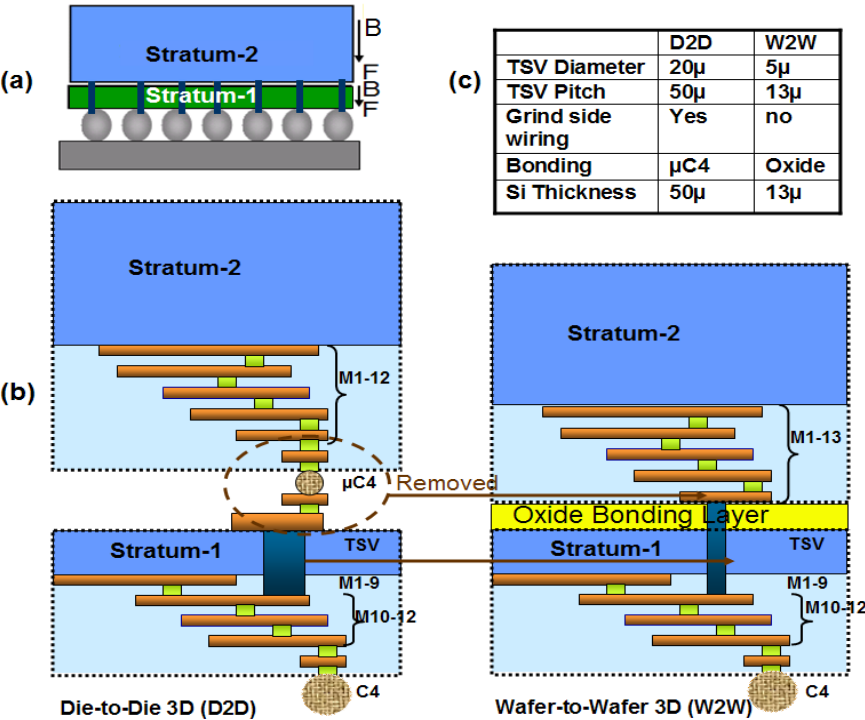 (a)
Stratum-2
B
F
Stratum-1
B
F
(c)
D2D W2W
TSV Diameter 20µ 5µ
TSV Pitch 50µ 13µ
Grind side wiring Yes no
Bonding µC4 Oxide
Si Thickness 50µ 13µ
(b)
Stratum-2
M1-12
µC4
Removed
Stratum-1
TSV
M1-9
M10-12
C4
Die-to-Die 3D (D2D)
Stratum-2
M1-13
Oxide Bonding Layer
Stratum-1
TSV
M1-9
M10-12
C4
Wafer-to-Wafer 3D (W2W)